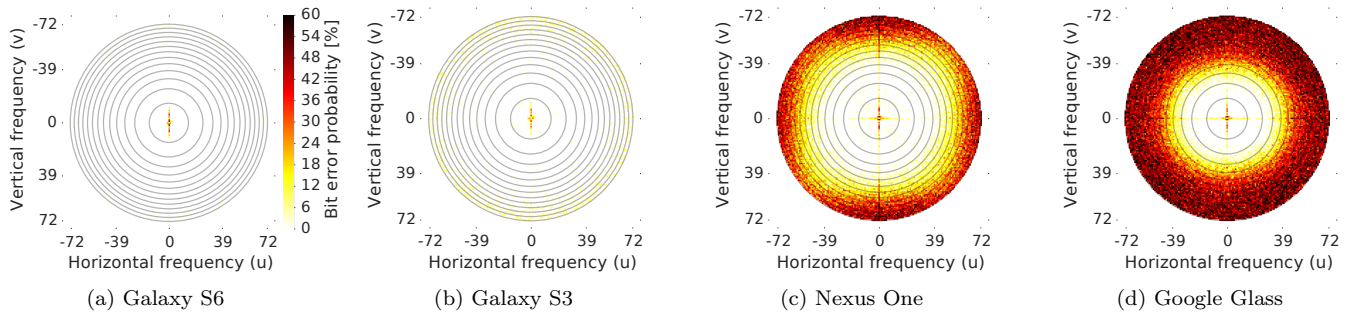 Vertical frequency (v)
-72
-39
0
39
72
-72 -39 0 39 72
Horizontal frequency (u)
60
54
48
42
36
30
24
18
12
6
0
Bit error probability [%]
(a) Galaxy S6
Vertical frequency (v)
-72
-39
0
39
72
-72 -39 0 39 72
Horizontal frequency (u)
(b) Galaxy S3
Vertical frequency (v)
-72
-39
0
39
72
-72 -39 0 39 72
Horizontal frequency (u)
(c) Nexus One
Vertical frequency (v)
-72
-39
0
39
72
-72 -39 0 39 72
Horizontal frequency (u)
(d) Google Glass